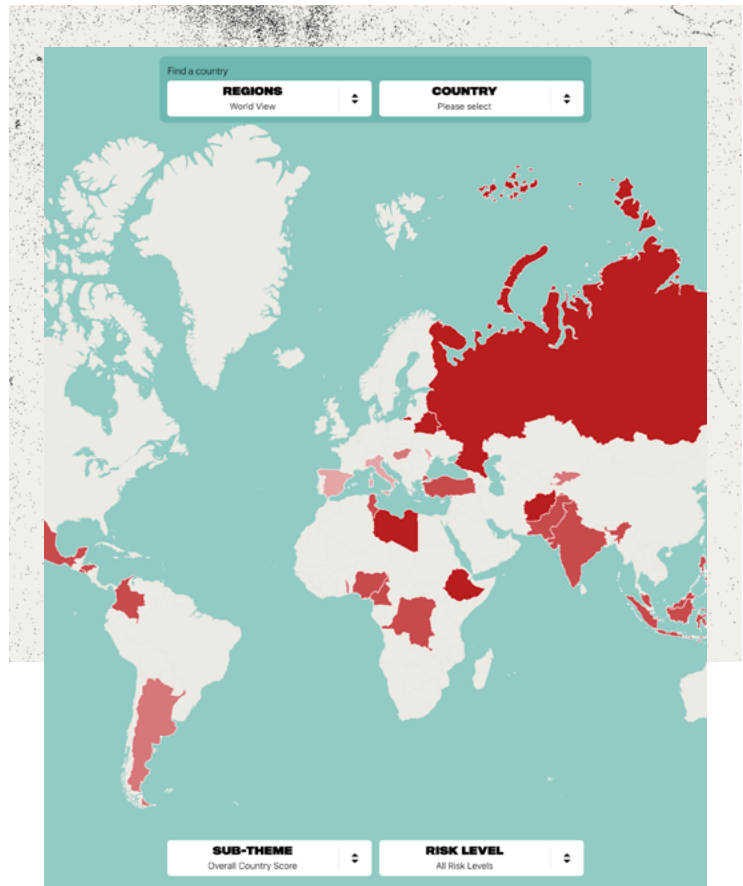 Find a country
REGIONS
World View
COUNTRY
Please select
SUB-THEME
Overall Country Score
RISK LEVEL
All Risk Levels